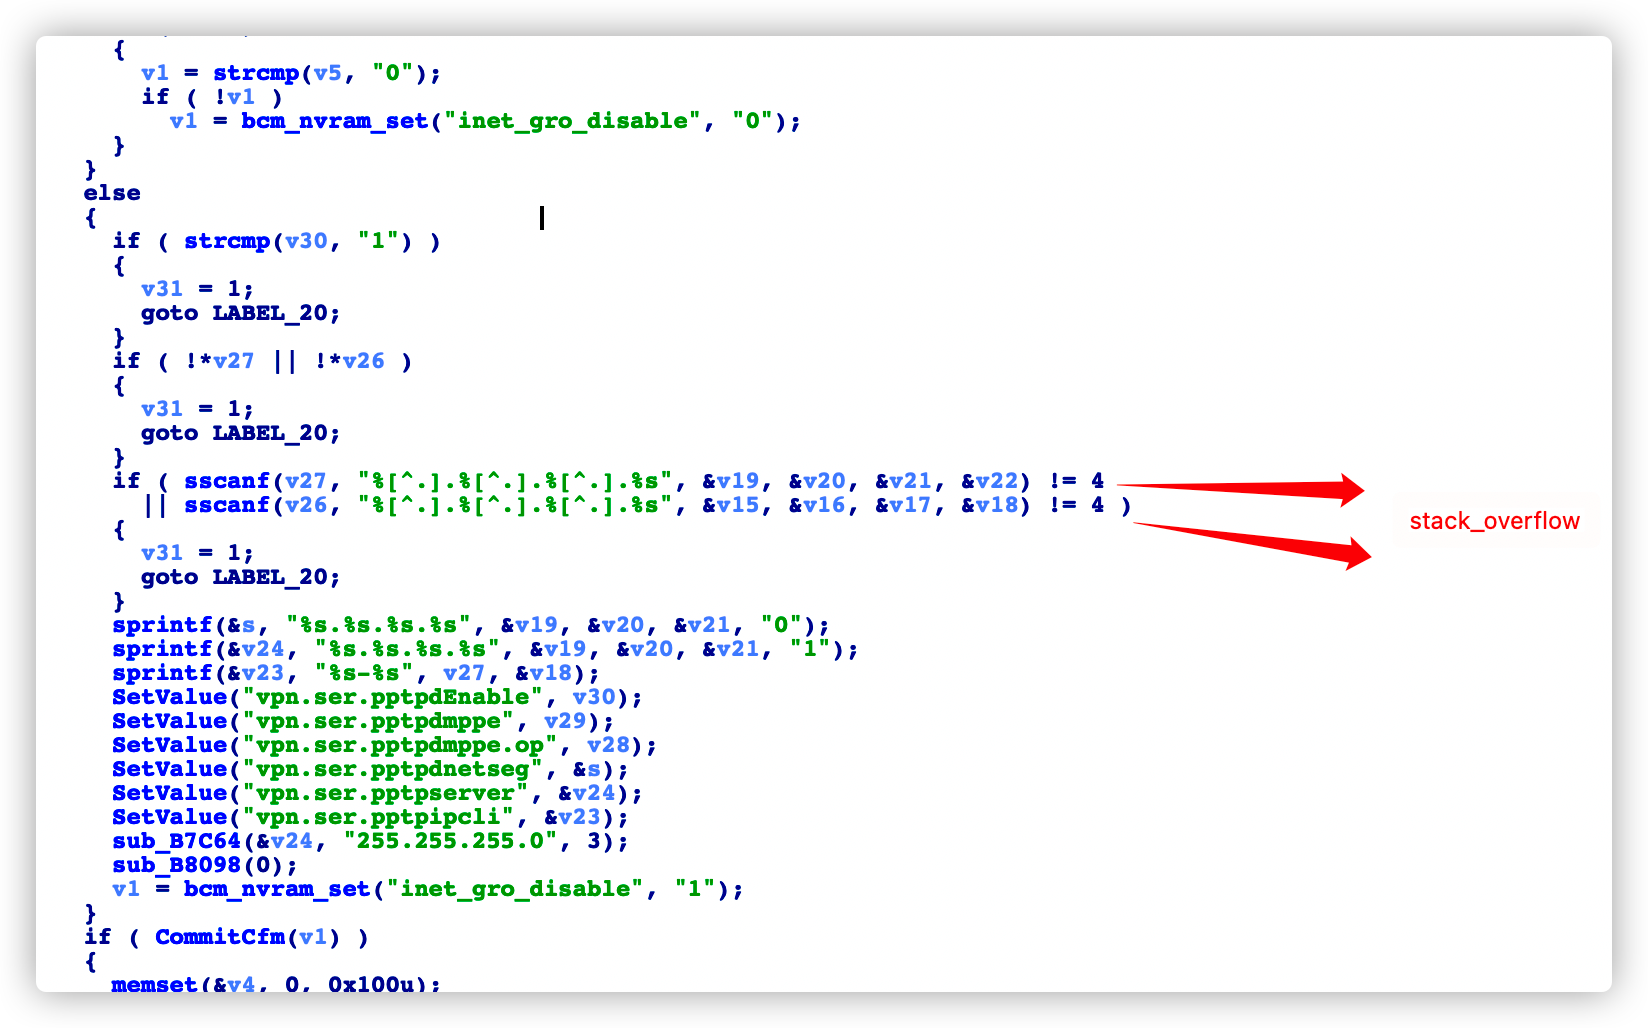 {
v1 = strcmp(v5, "0");
if ( !v1 )
v1 = bcm_nvram_set("inet_gro_disable", "0");
}
}
else
{
if ( strcmp(v30, "1") )
{
v31 = 1;
goto LABEL_20;
}
if ( !*v27 || !*v26 )
{
v31 = 1;
goto LABEL_20;
}
if ( sscanf(v27, "%[^.].%[^.].%[^.].%s", &v19, &v20, &v21, &v22) != 4
|| sscanf(v26, "%[^.].%[^.].%[^.].%s", &v15, &v16, &v17, &v18) != 4 )
stack_overflow
{
v31 = 1;
goto LABEL_20;
}
sprintf(&s, "%s.%s.%s.%s", &v19, &v20, &v21, "0");
sprintf(&v24, "%s.%s.%s.%s", &v19, &v20, &v21, "1");
sprintf(&v23, "%s-%s", v27, &v18);
SetValue("vpn.ser.pptpdEnable", v30);
SetValue("vpn.ser.pptpdmppe", v29);
SetValue("vpn.ser.pptpdmppe.op", v28);
SetValue("vpn.ser.pptpdnetseg", &s);
SetValue("vpn.ser.pptpserver", &v24);
SetValue("vpn.ser.pptpipcli", &v23);
sub_B7C64(&v24, "255.255.255.0", 3);
sub_B8098(0);
v1 = bcm_nvram_set("inet_gro_disable", "1");
}
if ( CommitCfm(v1) )
{
memset(&v4, 0, 0x100u);